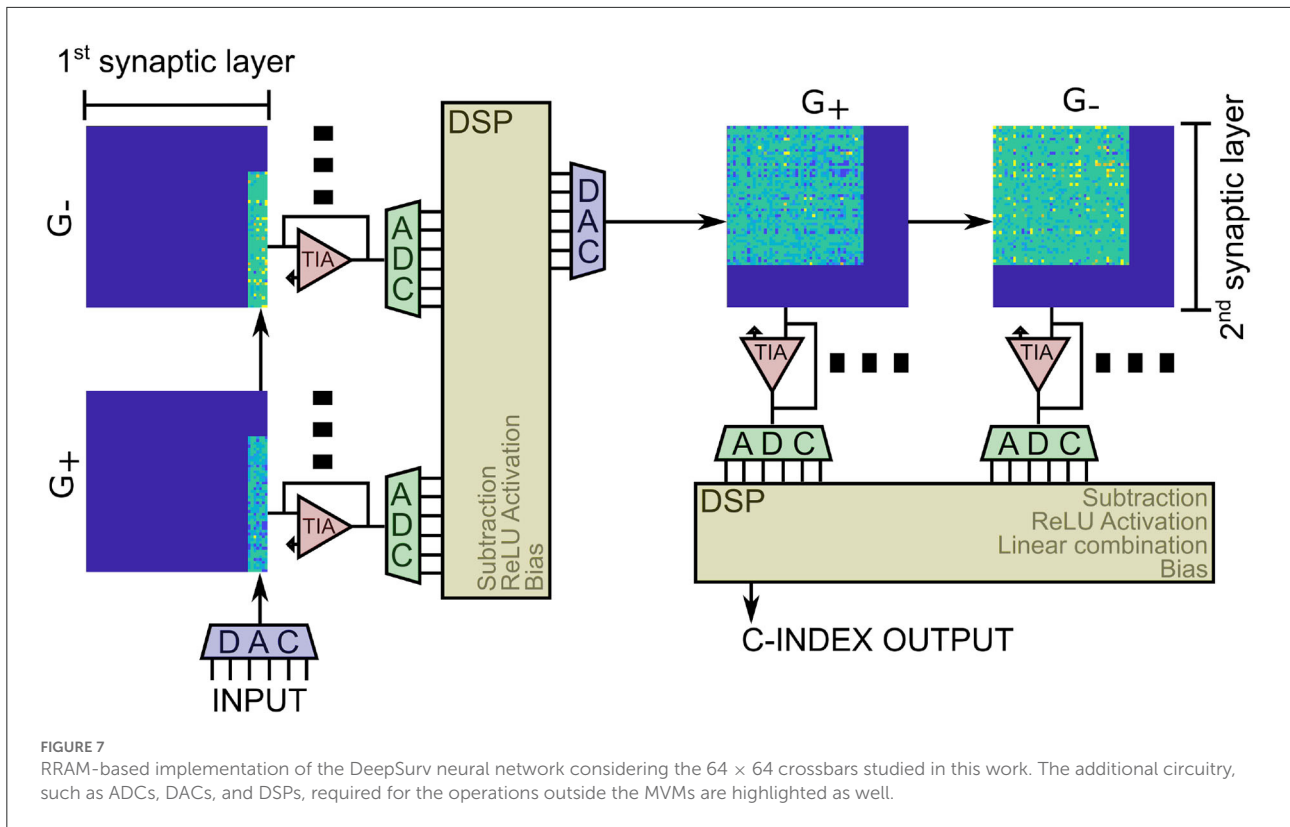 1st synaptic layer
G-
TIA
ADC
G+
TIA
ADC
DAC
INPUT
DSP
Subtraction
ReLU Activation
Bias
DAC
G+
G-
2nd synaptic layer
TIA
TIA
ADC
ADC
DSP
Subtraction
ReLU Activation
Linear combination
Bias
C-INDEX OUTPUT
FIGURE 7
RRAM-based implementation of the DeepSurv neural network considering the 64 × 64 crossbars studied in this work. The additional circuitry,
such as ADCs, DACs, and DSPs, required for the operations outside the MVMs are highlighted as well.